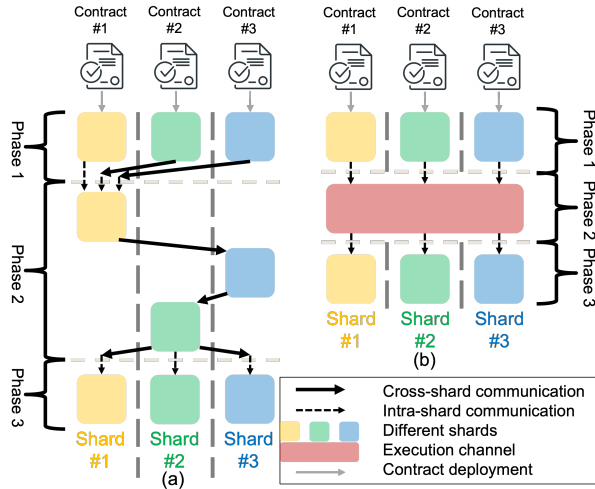 Contract
#1
Contract
#2
Contract
#3
Phase 1
Phase 2
Phase 3
Shard
#1
Shard
#2
Shard
#3
(a)
Contract
#1
Contract
#2
Contract
#3
Phase 1
Phase 2
Phase 3
Shard
#1
Shard
#2
Shard
#3
(b)
Cross-shard communication
Intra-shard communication
Different shards
Execution channel
Contract deployment